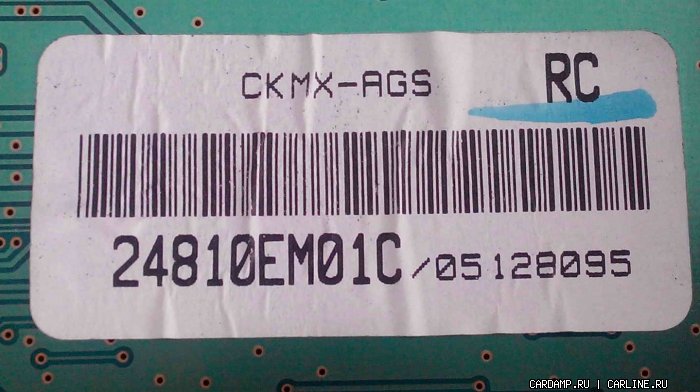 CKMX-AGS RC
24810EM01C/05128095
CARDAMP.RU | CARLINE.RU